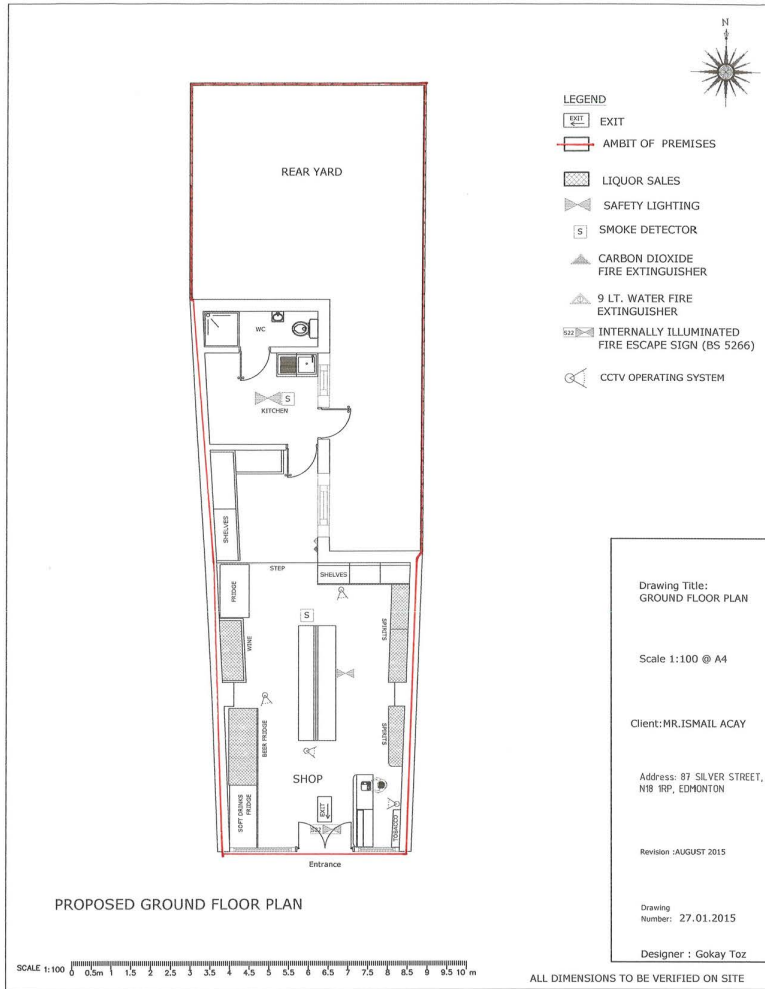 N
LEGEND
EXIT
EXIT
AMBIT OF PREMISES
LIQUOR SALES
SAFETY LIGHTING
S
SMOKE DETECTOR
CARBON DIOXIDE
FIRE EXTINGUISHER
9 LT. WATER FIRE
EXTINGUISHER
S22
INTERNALLY ILLUMINATED
FIRE ESCAPE SIGN (BS 5266)
CCTV OPERATING SYSTEM
REAR YARD
WC
S
KITCHEN
SHELVES
STEP
SHELVES
FRIDGE
S
SPIRITS
WINE
BEER FRIDGE
SPIRITS
SHOP
SOFT DRINKS
FRIDGE
EXIT
S22
TOBACCO
Entrance
PROPOSED GROUND FLOOR PLAN
SCALE 1:100
0 0.5m 1 1.5 2 2.5 3 3.5 4 4.5 5 5.5 6 6.5 7 7.5 8 8.5 9 9.5 10 m
Drawing Title:
GROUND FLOOR PLAN
Scale 1:100 @ A4
Client:MR.ISMAIL ACAY
Address: 87 SILVER STREET,
N18 1RP, EDMONTON
Revision :AUGUST 2015
Drawing
Number: 27.01.2015
Designer : Gokay Toz
ALL DIMENSIONS TO BE VERIFIED ON SITE